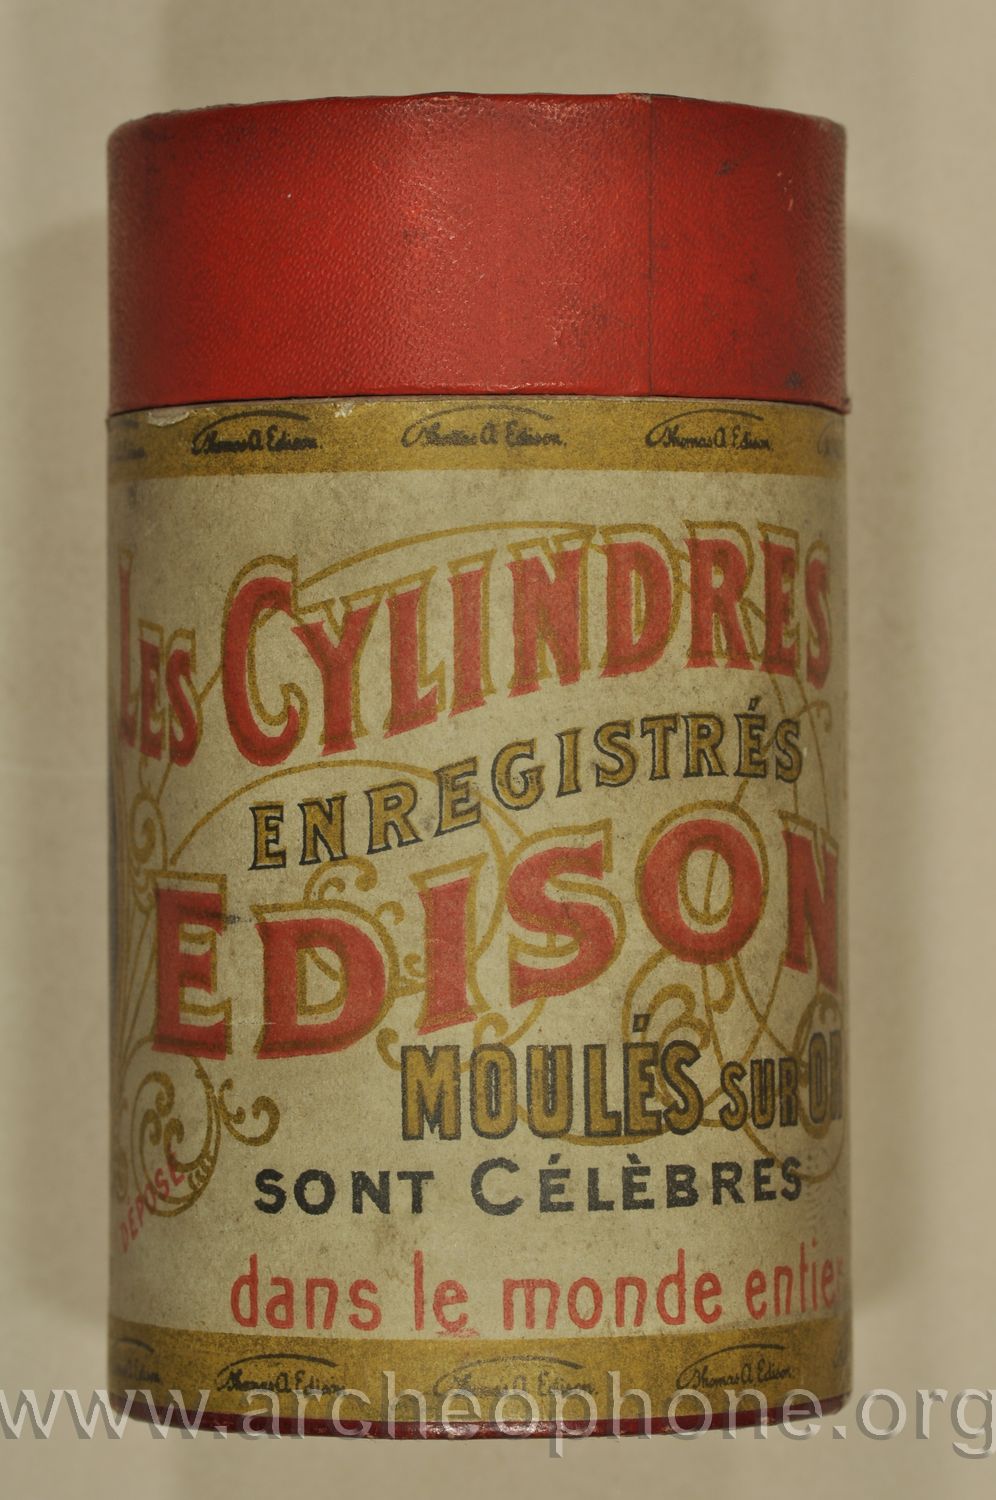 Thomas A. Edison. Thomas A. Edison. Thomas A. Edison.
LES CYLINDRES
ENREGISTRÉS
EDISON
MOULÉS SUR OR
SONT CÉLÈBRES
DÉPOSÉ
dans le monde entier
Thomas A. Edison. Thomas A. Edison. Thomas A. Edison.
www.archeophone.org